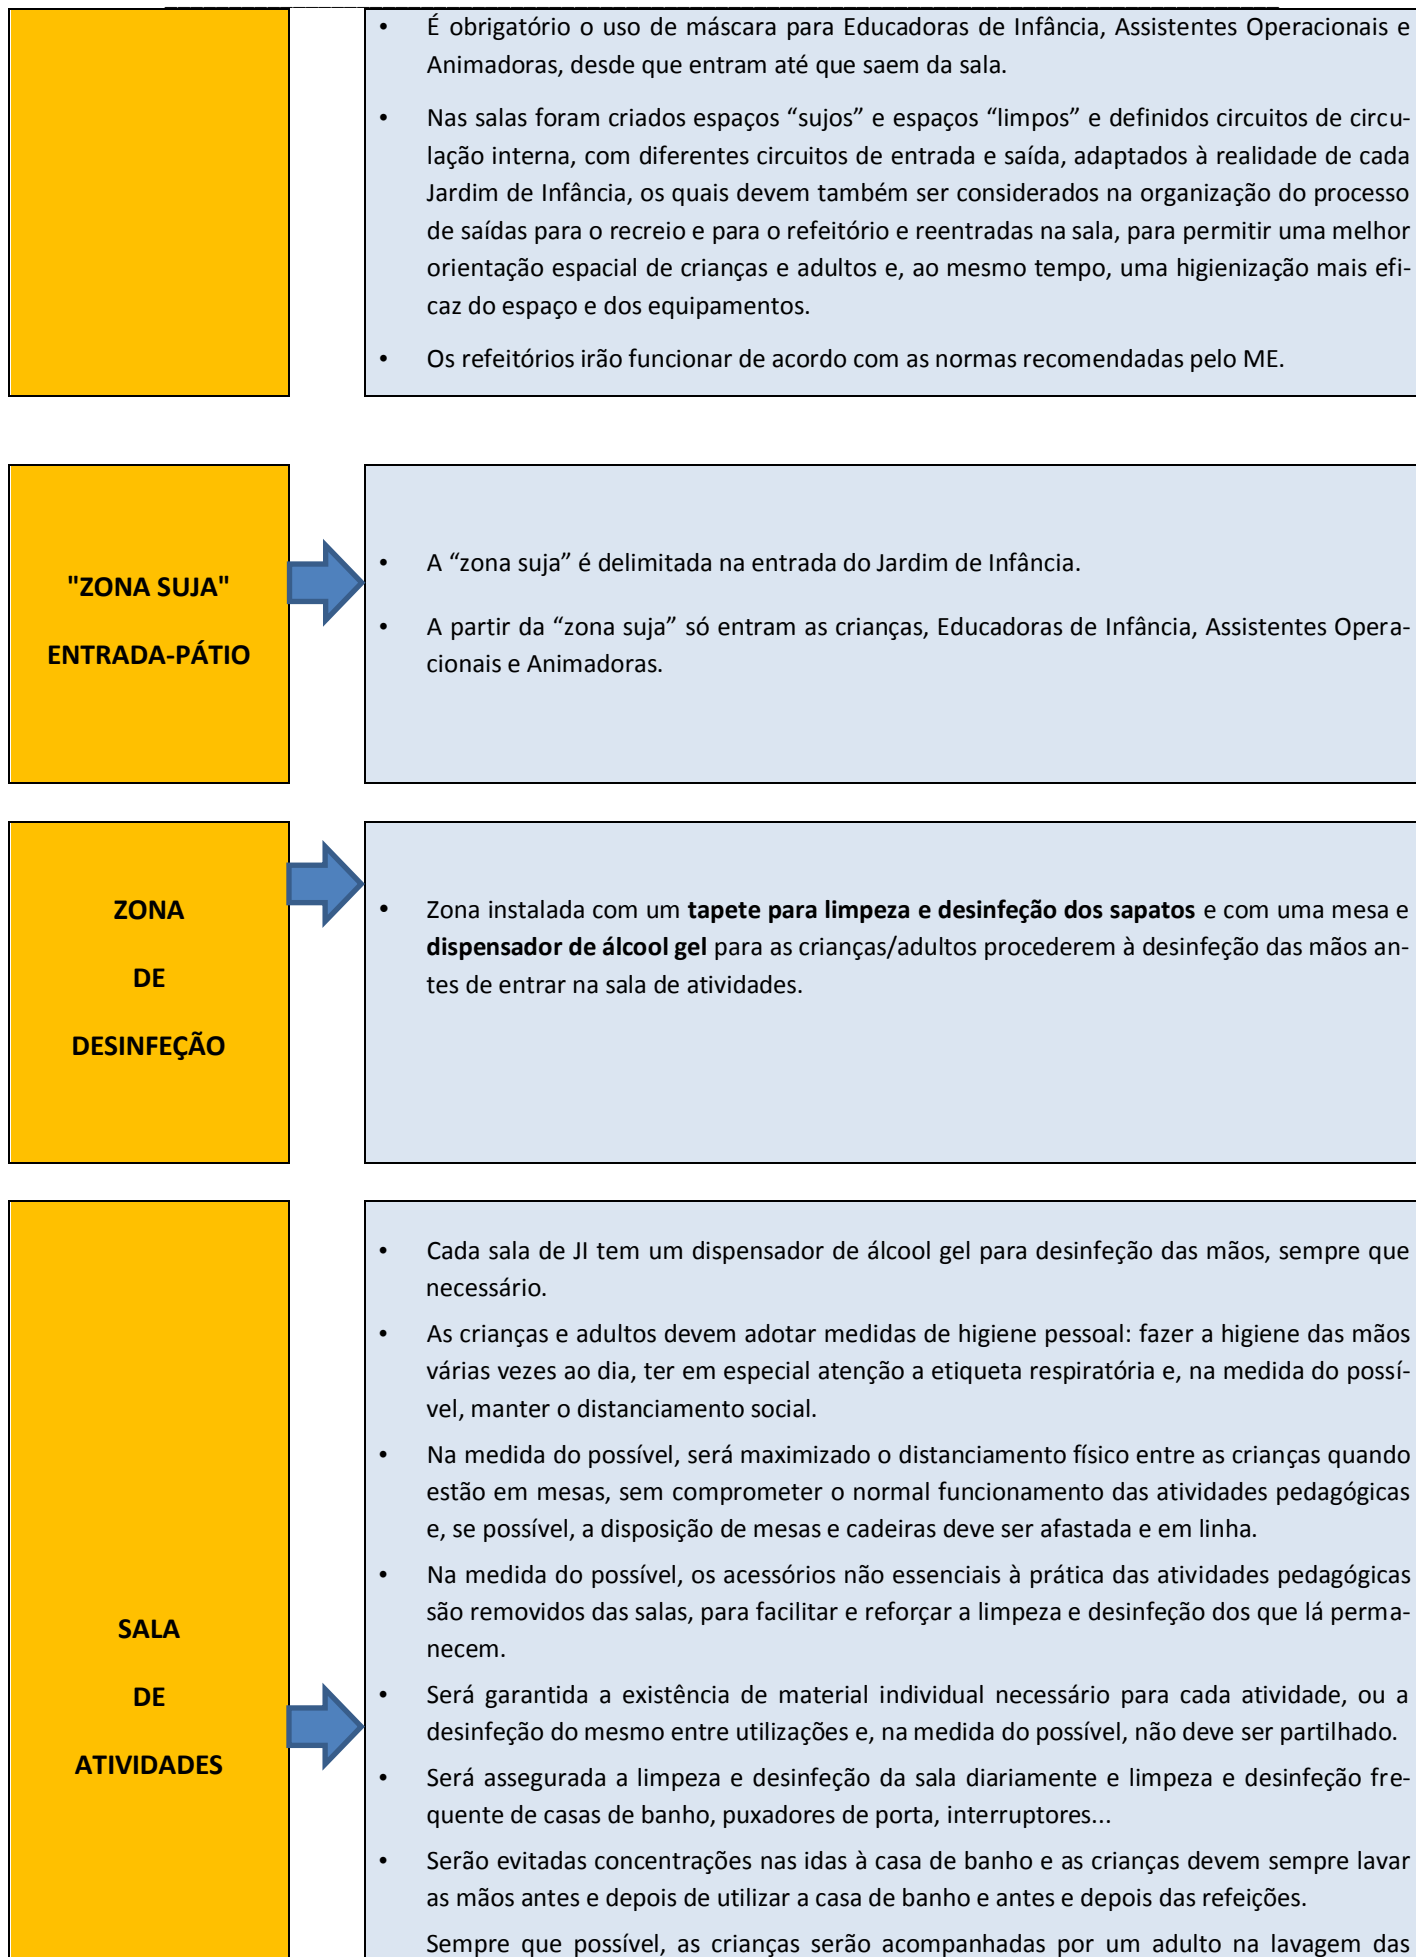 • É obrigatório o uso de máscara para Educadoras de Infância, Assistentes Operacionais e
Animadoras, desde que entram até que saem da sala.
• Nas salas foram criados espaços “sujos” e espaços “limpos” e definidos circuitos de circu-
lação interna, com diferentes circuitos de entrada e saída, adaptados à realidade de cada
Jardim de Infância, os quais devem também ser considerados na organização do processo
de saídas para o recreio e para o refeitório e reentradas na sala, para permitir uma melhor
orientação espacial de crianças e adultos e, ao mesmo tempo, uma higienização mais efi-
caz do espaço e dos equipamentos.
• Os refeitórios irão funcionar de acordo com as normas recomendadas pelo ME.
"ZONA SUJA"
ENTRADA-PÁTIO
• A “zona suja” é delimitada na entrada do Jardim de Infância.
• A partir da “zona suja” só entram as crianças, Educadoras de Infância, Assistentes Opera-
cionais e Animadoras.
ZONA
DE
DESINFEÇÃO
• Zona instalada com um tapete para limpeza e desinfeção dos sapatos e com uma mesa e
dispensador de álcool gel para as crianças/adultos procederem à desinfeção das mãos an-
tes de entrar na sala de atividades.
SALA
DE
ATIVIDADES
• Cada sala de JI tem um dispensador de álcool gel para desinfeção das mãos, sempre que
necessário.
• As crianças e adultos devem adotar medidas de higiene pessoal: fazer a higiene das mãos
várias vezes ao dia, ter em especial atenção a etiqueta respiratória e, na medida do possí-
vel, manter o distanciamento social.
• Na medida do possível, será maximizado o distanciamento físico entre as crianças quando
estão em mesas, sem comprometer o normal funcionamento das atividades pedagógicas
e, se possível, a disposição de mesas e cadeiras deve ser afastada e em linha.
• Na medida do possível, os acessórios não essenciais à prática das atividades pedagógicas
são removidos das salas, para facilitar e reforçar a limpeza e desinfeção dos que lá perma-
necem.
• Será garantida a existência de material individual necessário para cada atividade, ou a
desinfeção do mesmo entre utilizações e, na medida do possível, não deve ser partilhado.
• Será assegurada a limpeza e desinfeção da sala diariamente e limpeza e desinfeção fre-
quente de casas de banho, puxadores de porta, interruptores...
• Serão evitadas concentrações nas idas à casa de banho e as crianças devem sempre lavar
as mãos antes e depois de utilizar a casa de banho e antes e depois das refeições.
Sempre que possível, as crianças serão acompanhadas por um adulto na lavagem das